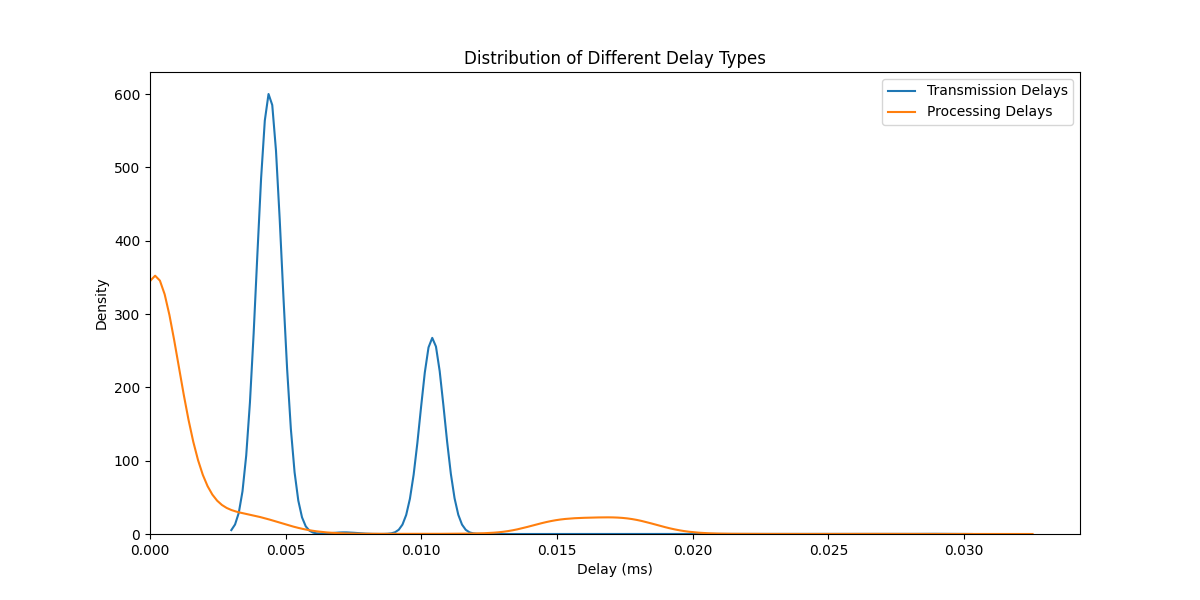 Distribution of Different Delay Types
Transmission Delays
Processing Delays
600
500
400
300
200
100
0
Density
0.000 0.005 0.010 0.015 0.020 0.025 0.030
Delay (ms)